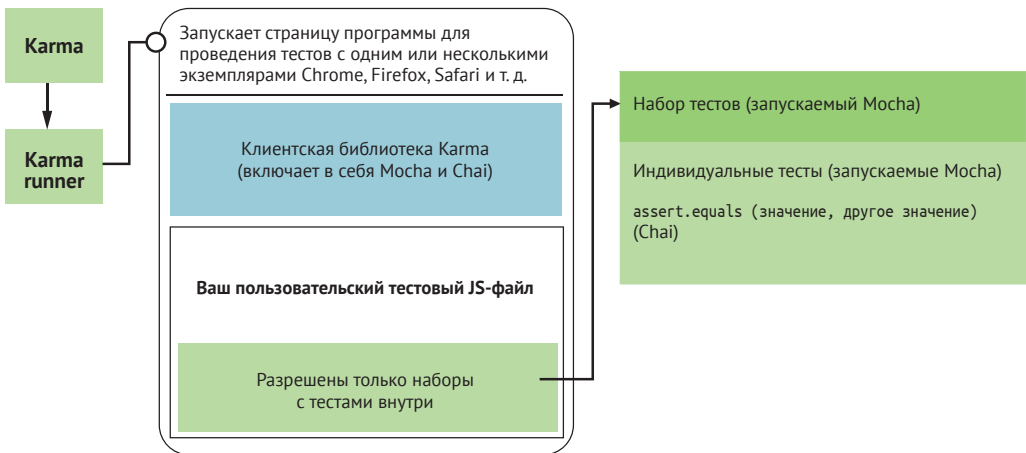 Karma
Karma
runner
Запускает страницу программы для
проведения тестов с одним или несколькими
экземплярами Chrome, Firefox, Safari и т. д.
Клиентская библиотека Karma
(включает в себя Mocha и Chai)
Ваш пользовательский тестовый JS-файл
Разрешены только наборы
с тестами внутри
Набор тестов (запускаемый Mocha)
Индивидуальные тесты (запускаемые Mocha)
assert.equals (значение, другое значение)
(Chai)